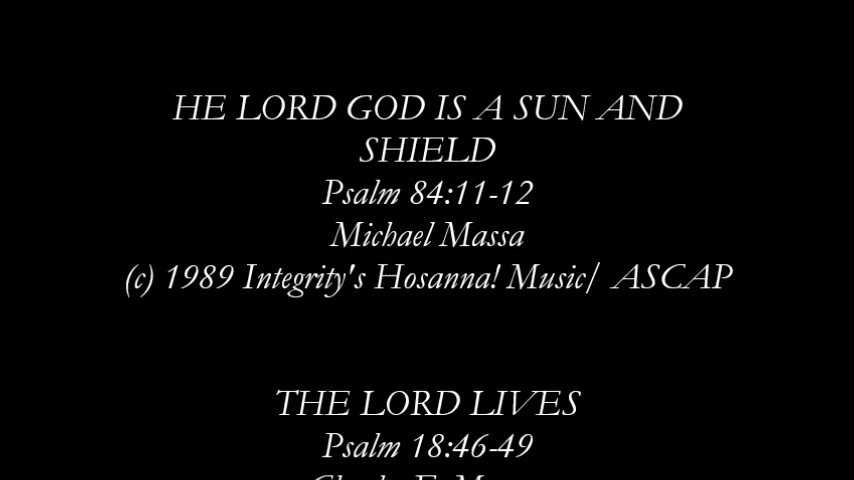 HE LORD GOD IS A SUN AND
SHIELD
Psalm 84:11-12
Michael Massa
(c) 1989 Integrity's Hosanna! Music/ ASCAP
THE LORD LIVES
Psalm 18:46-49